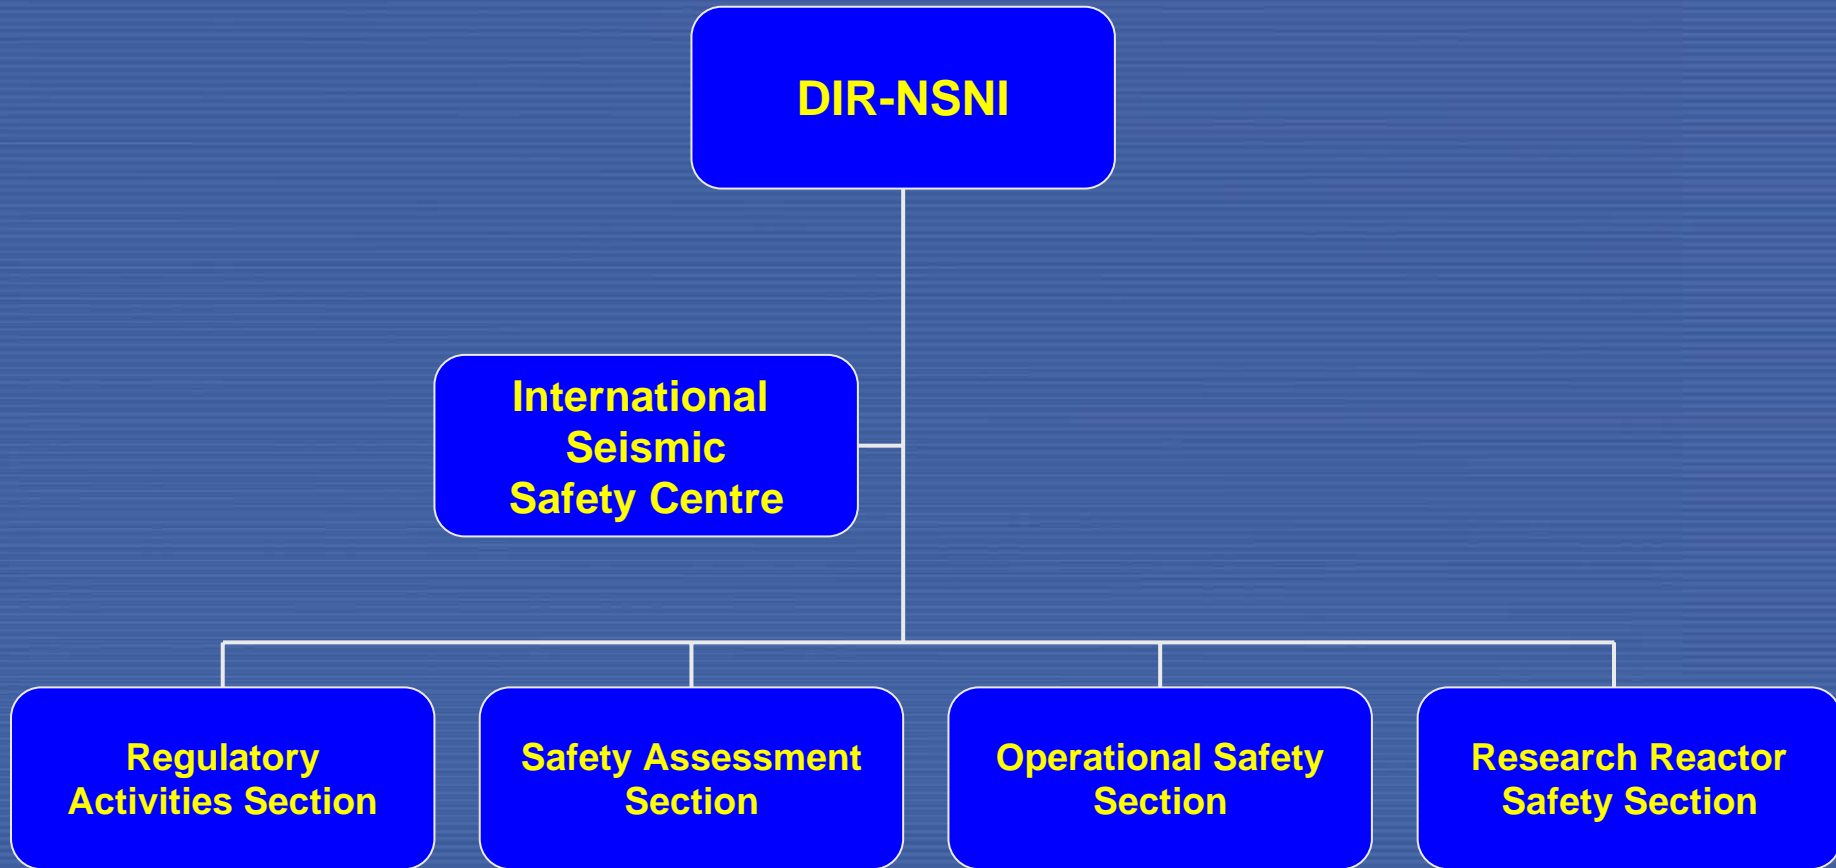 DIR-NSNI
International
Seismic
Safety Centre
Regulatory
Activities Section
Safety Assessment
Section
Operational Safety
Section
Research Reactor
Safety Section